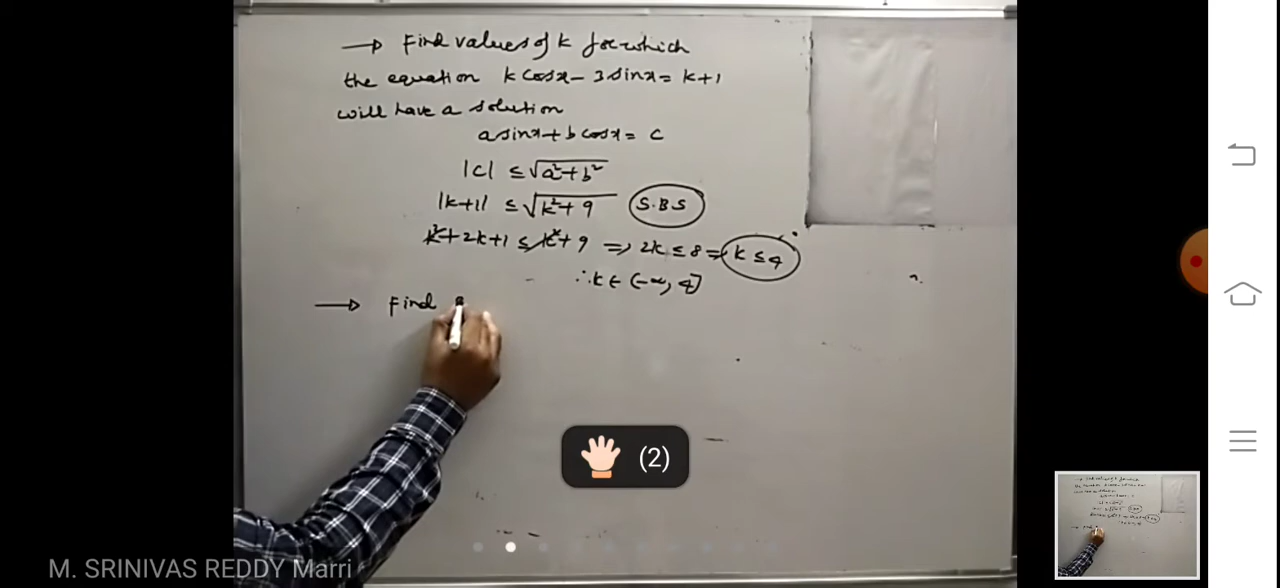 → Find values of k for which
the equation k cosx - 3 sinx = k+1
will have a solution
a sinx + b cosx = c
|c| ≤ √a²+b²
|k+1| ≤ √k²+9 S.B.S
k²+2k+1 ≤ k²+9 ⇒ 2k ≤ 8 ⇒ k ≤ 4
∴ k ∈ (-∞, 4]
→ Find
(2)
M. SRINIVAS REDDY Marri